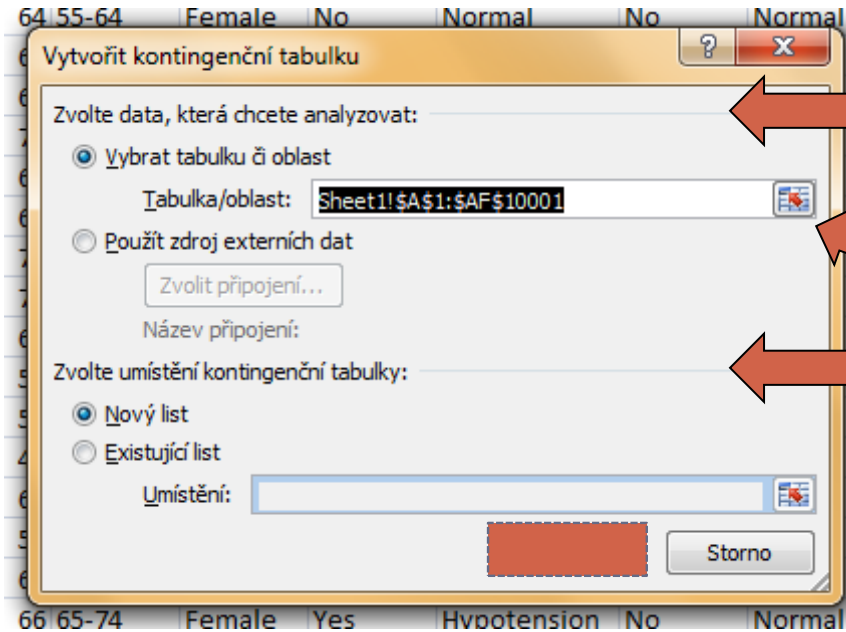 64 55-64 Female No Normal No Normal
Vytvořit kontingenční tabulku
Zvolte data, která chcete analyzovat:
Vybrat tabulku či oblast
Tabulka/oblast: Sheet1!$A$1:$AF$10001
Použít zdroj externích dat
Zvolit připojení...
Název připojení:
Zvolte umístění kontingenční tabulky:
Nový list
Existující list
Umístění:
Storno
66 65-74 Female Yes Hypotension No Normal